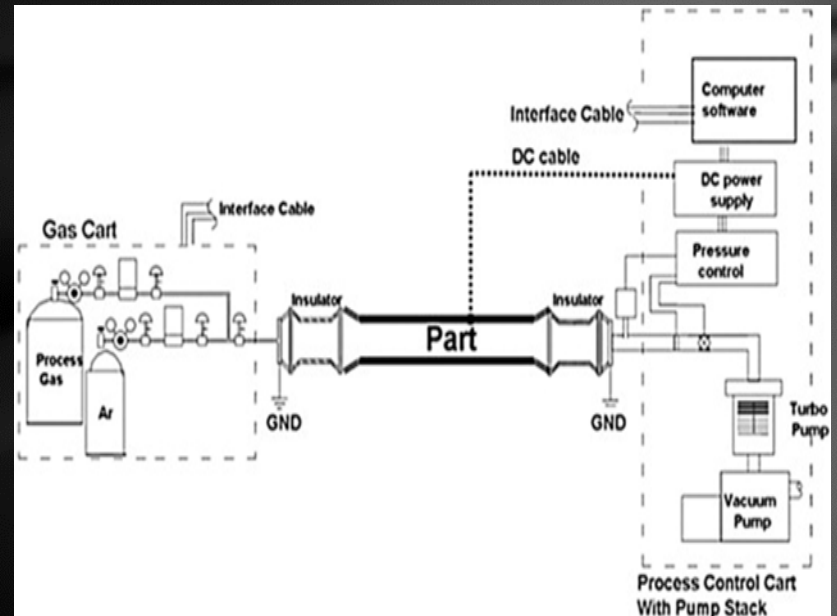 Computer
software
Interface Cable
DC cable
DC power
supply
Interface Cable
Gas Cart
Pressure
control
Insulator
Insulator
Part
Process
Gas
Ar
GND
GND
Turbo
Pump
Vacuum
Pump
Process Control Cart
With Pump Stack